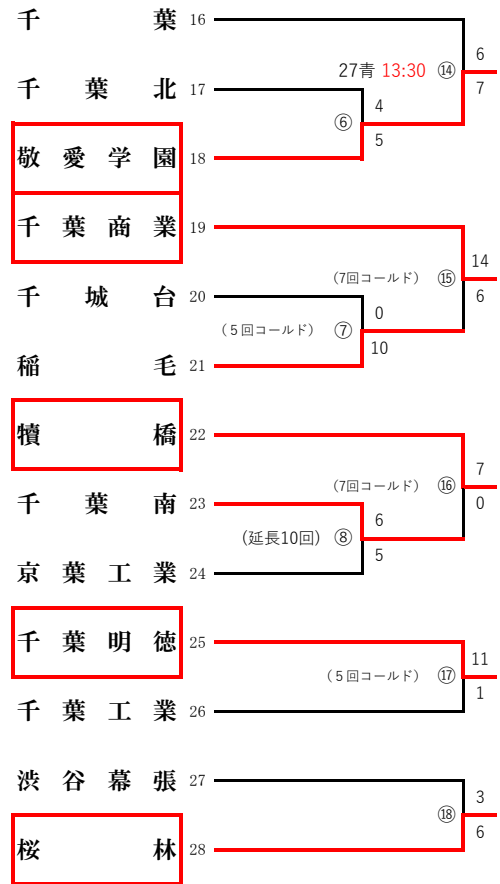 千葉 16
6
27青 13:30 ⑭
7
千葉北 17
4
⑥
5
敬愛学園 18
千葉商業 19
14
(7回コールド) ⑮
6
千城台 20
0
(5回コールド) ⑦
10
稲毛 21
犢橋 22
7
(7回コールド) ⑯
0
千葉南 23
6
(延長10回) ⑧
5
京葉工業 24
千葉明徳 25
11
(5回コールド) ⑰
1
千葉工業 26
渋谷幕張 27
3
⑱
6
桜林 28